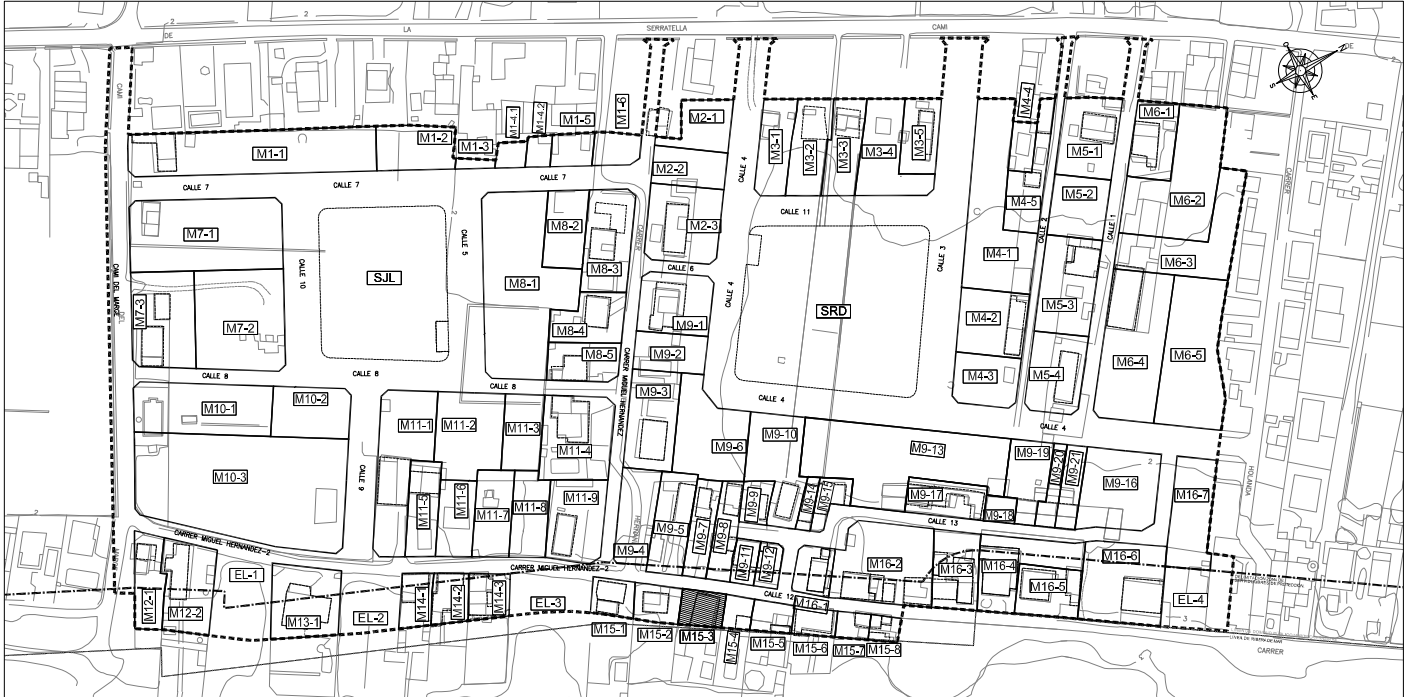 2
2
DE
LA
SERRATELLA
CAMI
DE
O
N
S
E
CAMI
M1-1
M1-2
M1-3
M1-4.1
M1-4.2
M1-5
M1-6
M2-1
M3-1
M3-2
M3-3
M3-4
M3-5
M4-4
M5-1
M6-1
CALLE 7
CALLE 7
CALLE 7
M2-2
CALLE 4
M4-5
M5-2
M6-2
CARRER
M7-1
2
M8-2
M2-3
CALLE 11
CALLE 2
CALLE 1
CALLE 5
M8-3
CARRER
CALLE 3
M4-1
M6-3
CALLE 6
CAMI DEL MARGE
DEL
CALLE 10
SJL
M8-1
CALLE 4
M7-3
M7-2
M8-4
M9-1
SRD
M4-2
M5-3
M8-5
M9-2
CARRER MIGUEL HERNANDEZ
M6-4
M6-5
CALLE 8
CALLE 8
CALLE 8
M9-3
M4-3
M5-4
CALLE 4
M10-1
M10-2
M11-1
M11-2
M11-3
M11-4
M9-6
M9-10
M9-13
CALLE 4
M9-19
M9-20
M9-21
2
M10-3
CALLE 9
M11-5
M11-6
M11-7
M11-8
M11-9
M9-5
M9-7
M9-8
M9-9
M9-14
M9-15
M9-17
M9-18
M9-16
M16-7
HOLANDA
2
CARRER MIGUEL HERNANDEZ-2
HERNAN
M9-4
M9-11
M9-12
CALLE 13
CARRER MIGUEL HERNANDEZ-2
M12-1
M12-2
EL-1
M13-1
EL-2
M14-1
M14-2
M14-3
EL-3
CALLE 12
M16-1
M16-2
M16-3
M16-4
M16-5
M16-6
EL-4
M15-1
M15-2
M15-3
M15-4
M15-5
M15-6
M15-7
M15-8
3
CARRER